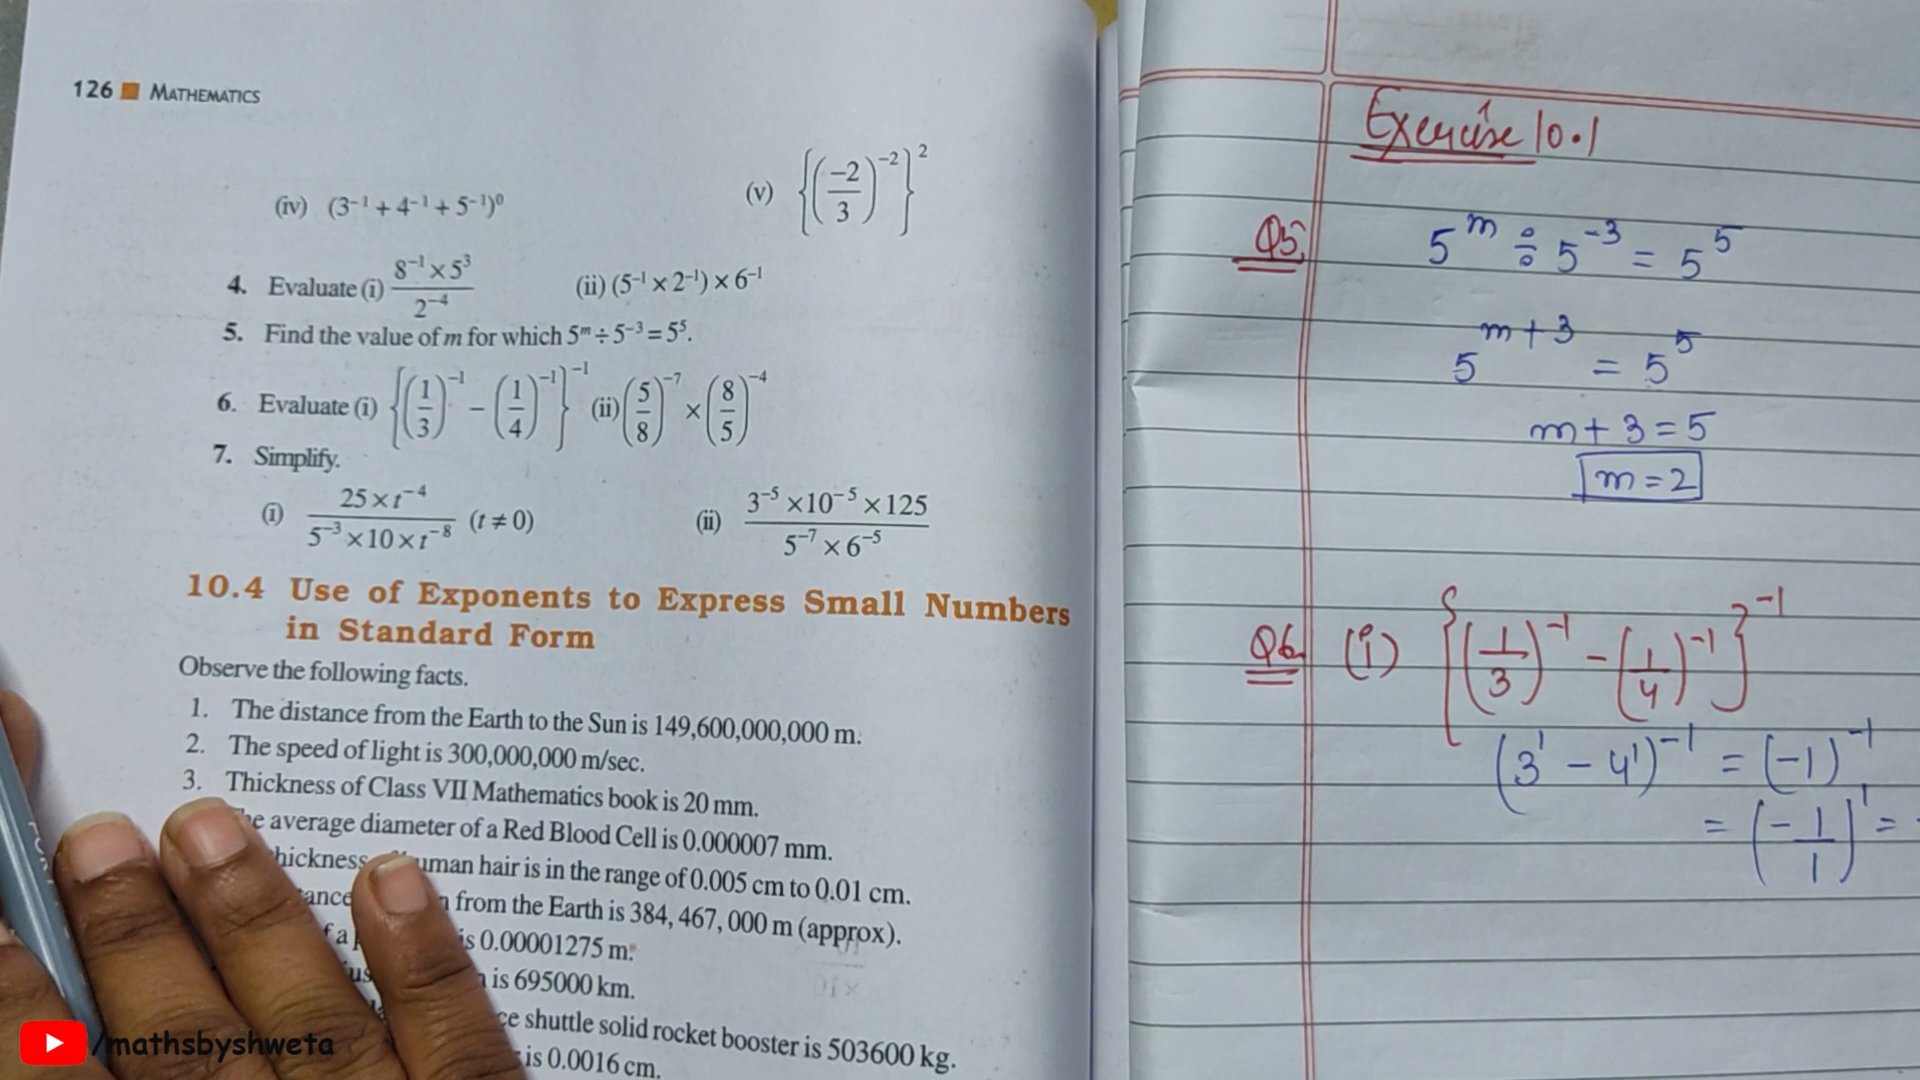 126 MATHEMATICS
(iv) (3⁻¹ + 4⁻¹ + 5⁻¹)⁰ (v) {(-2/3)⁻²}²
4. Evaluate (i) 8⁻¹ × 5³ / 2⁻⁴ (ii) (5⁻¹ × 2⁻¹) × 6⁻¹
5. Find the value of m for which 5ᵐ ÷ 5⁻³ = 5⁵.
6. Evaluate (i) {(1/3)⁻¹ − (1/4)⁻¹}⁻¹ (ii) (5/8)⁻⁷ × (8/5)⁻⁴
7. Simplify.
(i) 25 × t⁻⁴ / 5⁻³ × 10 × t⁻⁸ (t ≠ 0) (ii) 3⁻⁵ × 10⁻⁵ × 125 / 5⁻⁷ × 6⁻⁵
10.4 Use of Exponents to Express Small Numbers
in Standard Form
Observe the following facts.
1. The distance from the Earth to the Sun is 149,600,000,000 m.
2. The speed of light is 300,000,000 m/sec.
3. Thickness of Class VII Mathematics book is 20 mm.
average diameter of a Red Blood Cell is 0.000007 mm.
hair is in the range of 0.005 cm to 0.01 cm.
from the Earth is 384, 467, 000 m (approx).
is 0.00001275 m.
is 695000 km.
shuttle solid rocket booster is 503600 kg.
is 0.0016 cm.
/mathsbyshweta
Exercise 10.1
Q5. 5ᵐ ÷ 5⁻³ = 5⁵
5ᵐ⁺³ = 5⁵
m + 3 = 5
m = 2
Q6. (i) {(1/3)⁻¹ − (1/4)⁻¹}⁻¹
(3¹ − 4¹)⁻¹ = (−1)⁻¹
= (−1/1)¹ =